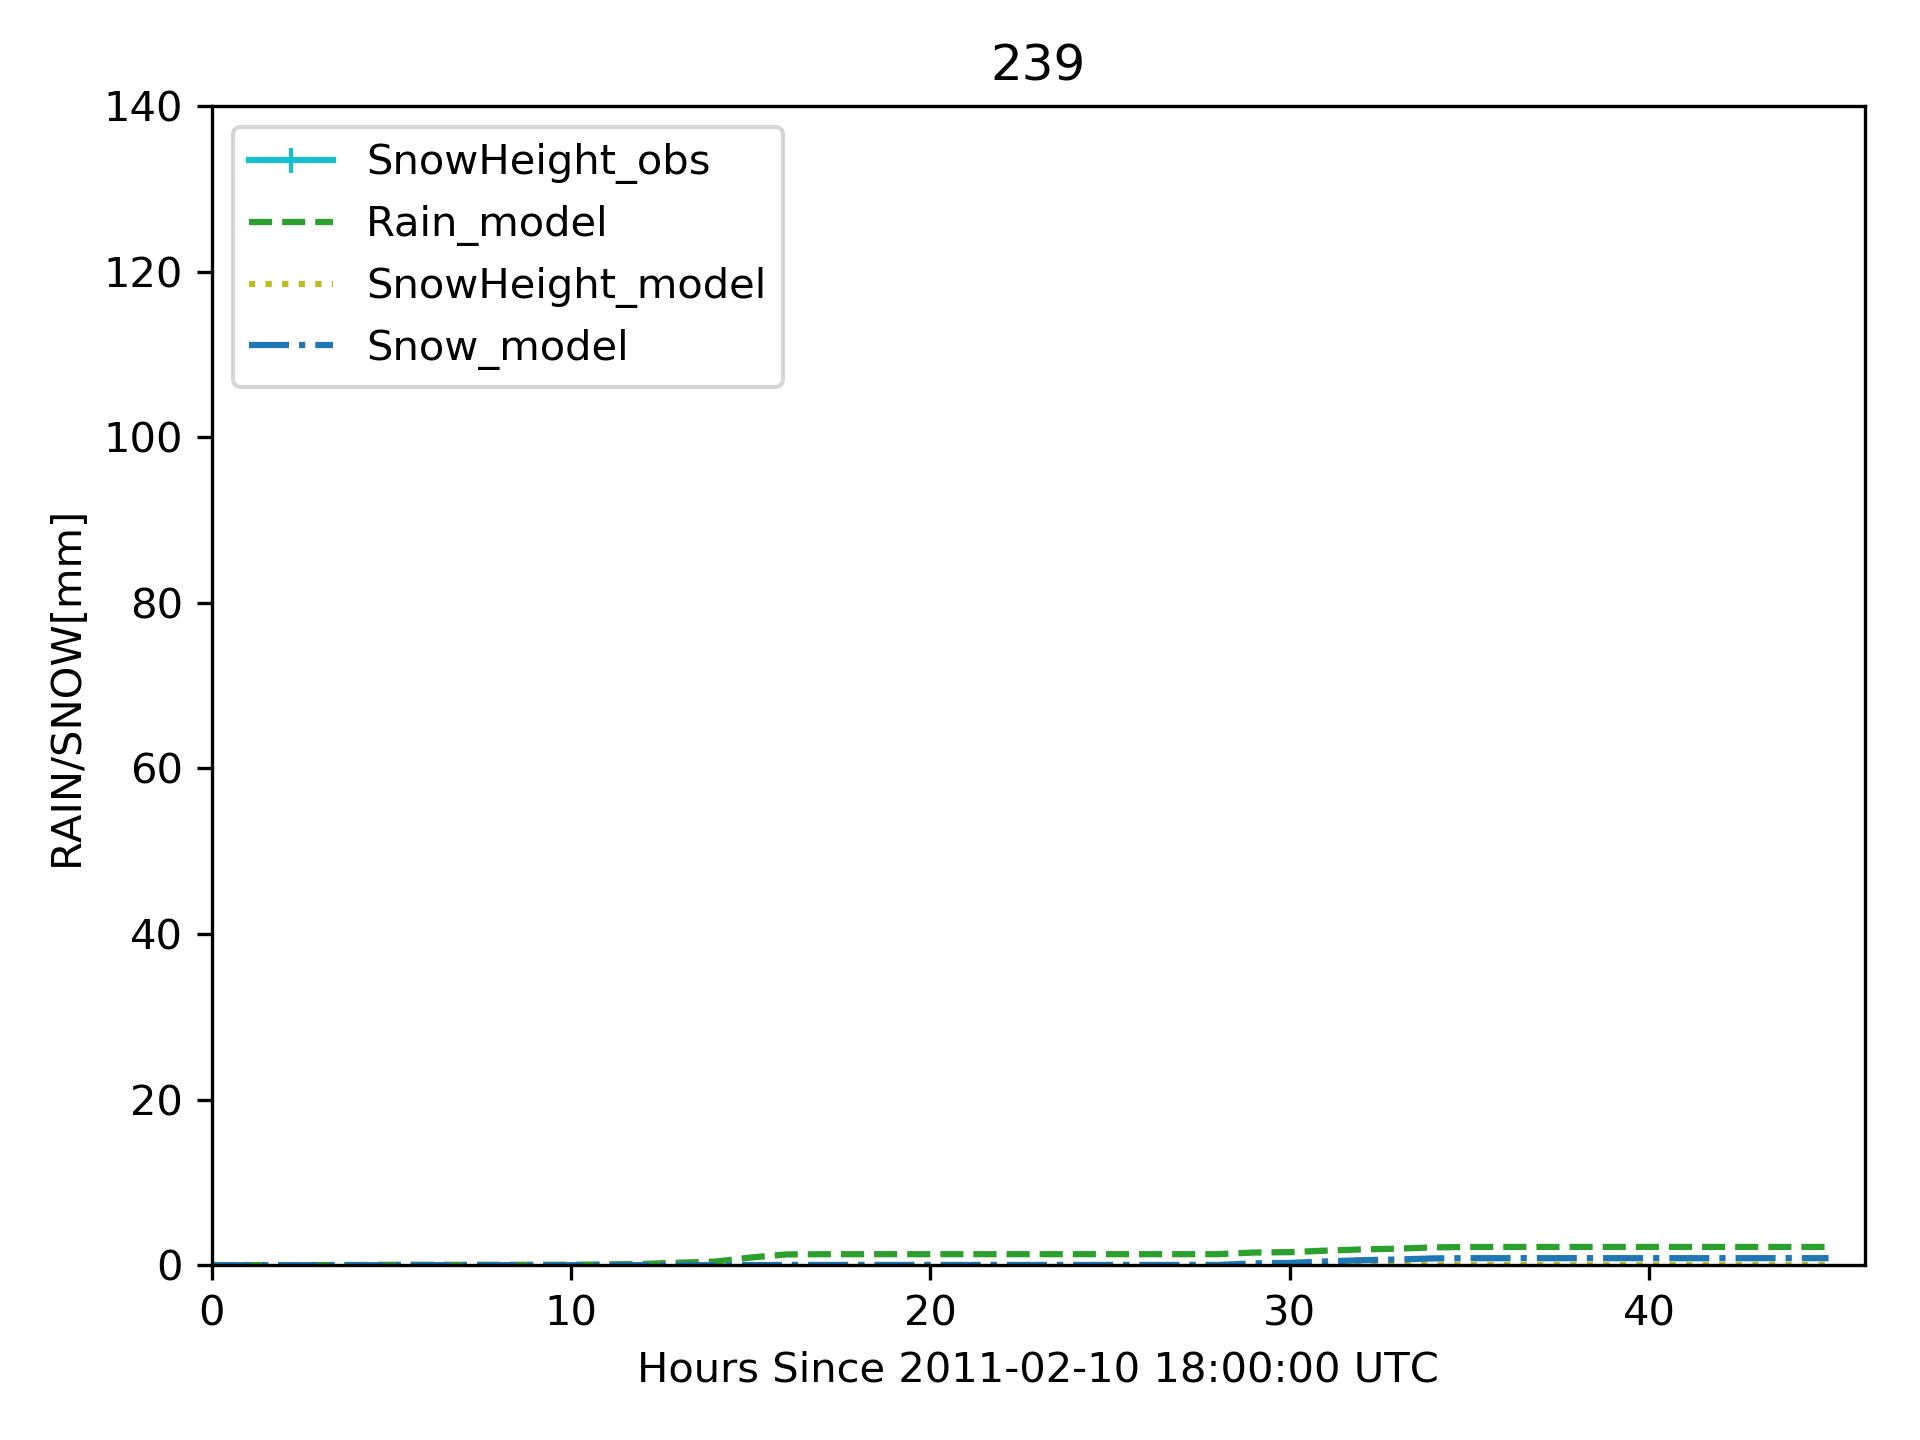 239
140
120
100
80
60
40
20
0
RAIN/SNOW[mm]
SnowHeight_obs
Rain_model
SnowHeight_model
Snow_model
0 10 20 30 40
Hours Since 2011-02-10 18:00:00 UTC